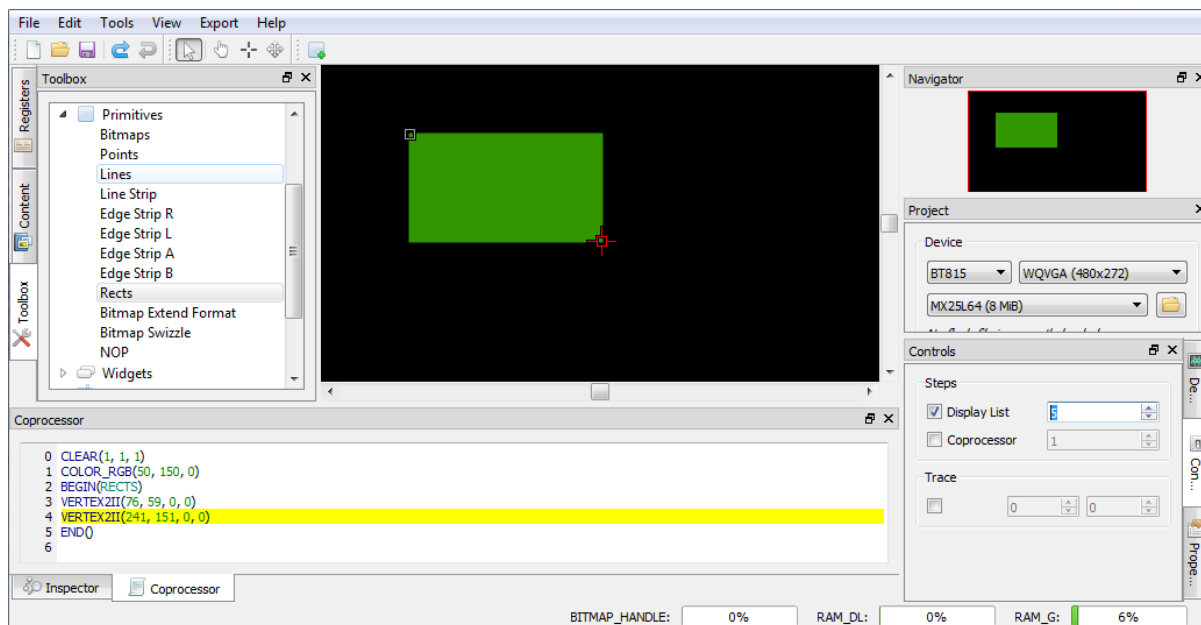 File Edit Tools View Export Help
Registers
Content
Toolbox
Toolbox
Primitives
Bitmaps
Points
Lines
Line Strip
Edge Strip R
Edge Strip L
Edge Strip A
Edge Strip B
Rects
Bitmap Extend Format
Bitmap Swizzle
NOP
Widgets
Navigator
Project
Device
BT815
WQVGA (480x272)
MX25L64 (8 MiB)
Controls
Steps
Display List 5
Coprocessor 1
Trace
0 0
De...
Con...
Prope...
Coprocessor
0 CLEAR(1, 1, 1)
1 COLOR_RGB(50, 150, 0)
2 BEGIN(RECTS)
3 VERTEX2II(76, 59, 0, 0)
4 VERTEX2II(241, 151, 0, 0)
5 END()
6
Inspector Coprocessor
BITMAP_HANDLE: 0% RAM_DL: 0% RAM_G: 6%